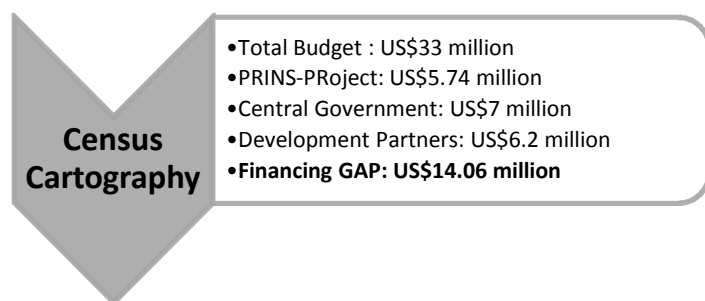 Census
Cartography
•Total Budget : US$33 million
•PRINS-PRoject: US$5.74 million
•Central Government: US$7 million
•Development Partners: US$6.2 million
•Financing GAP: US$14.06 million